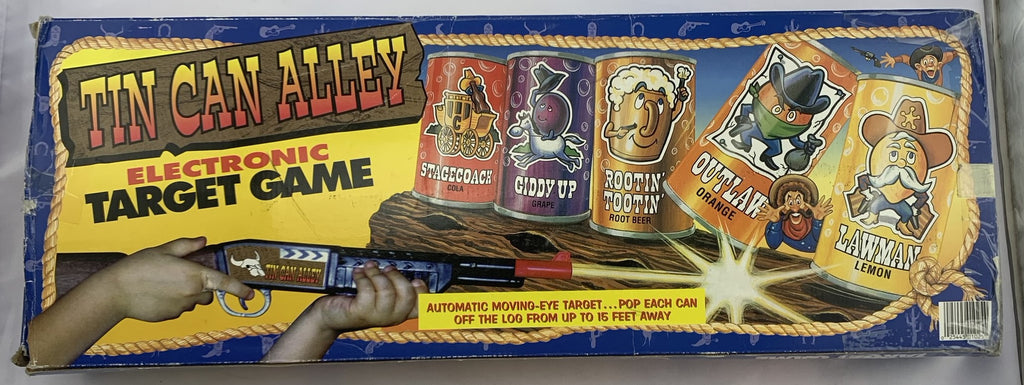 TIN CAN ALLEY
ELECTRONIC
TARGET GAME
STAGECOACH
COLA
GIDDY UP
GRAPE
ROOTIN'
TOOTIN'
ROOT BEER
OUTLAW
ORANGE
LAWMAN
LEMON
TIN CAN ALLEY
AUTOMATIC MOVING-EYE TARGET...POP EACH CAN
OFF THE LOG FROM UP TO 15 FEET AWAY